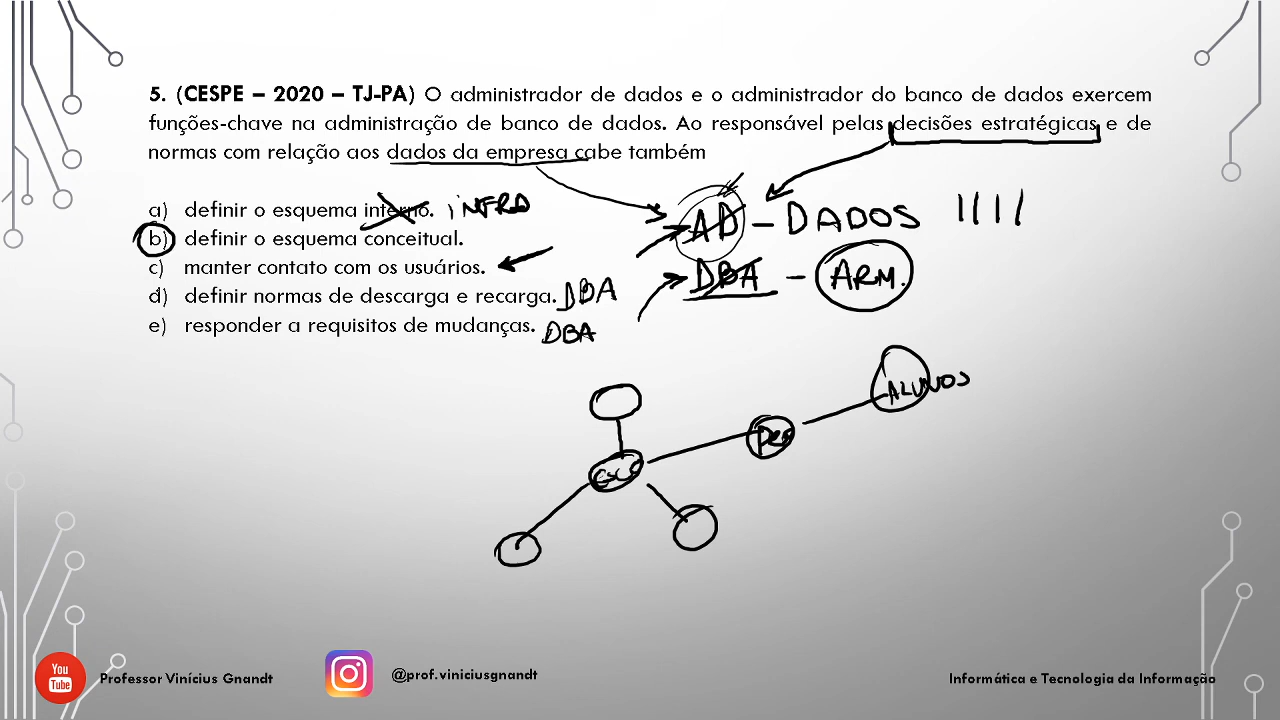 5. (CESPE – 2020 – TJ-PA) O administrador de dados e o administrador do banco de dados exercem
funções-chave na administração de banco de dados. Ao responsável pelas decisões estratégicas e de
normas com relação aos dados da empresa cabe também
a) definir o esquema interno. INFRA
b) definir o esquema conceitual.
c) manter contato com os usuários.
d) definir normas de descarga e recarga. DBA
e) responder a requisitos de mudanças. DBA
AD – DADOS
DBA – ARM.
ALUNOS
You Tube
Professor Vinícius Gnandt
@prof.viniciusgnandt
Informática e Tecnologia da Informação